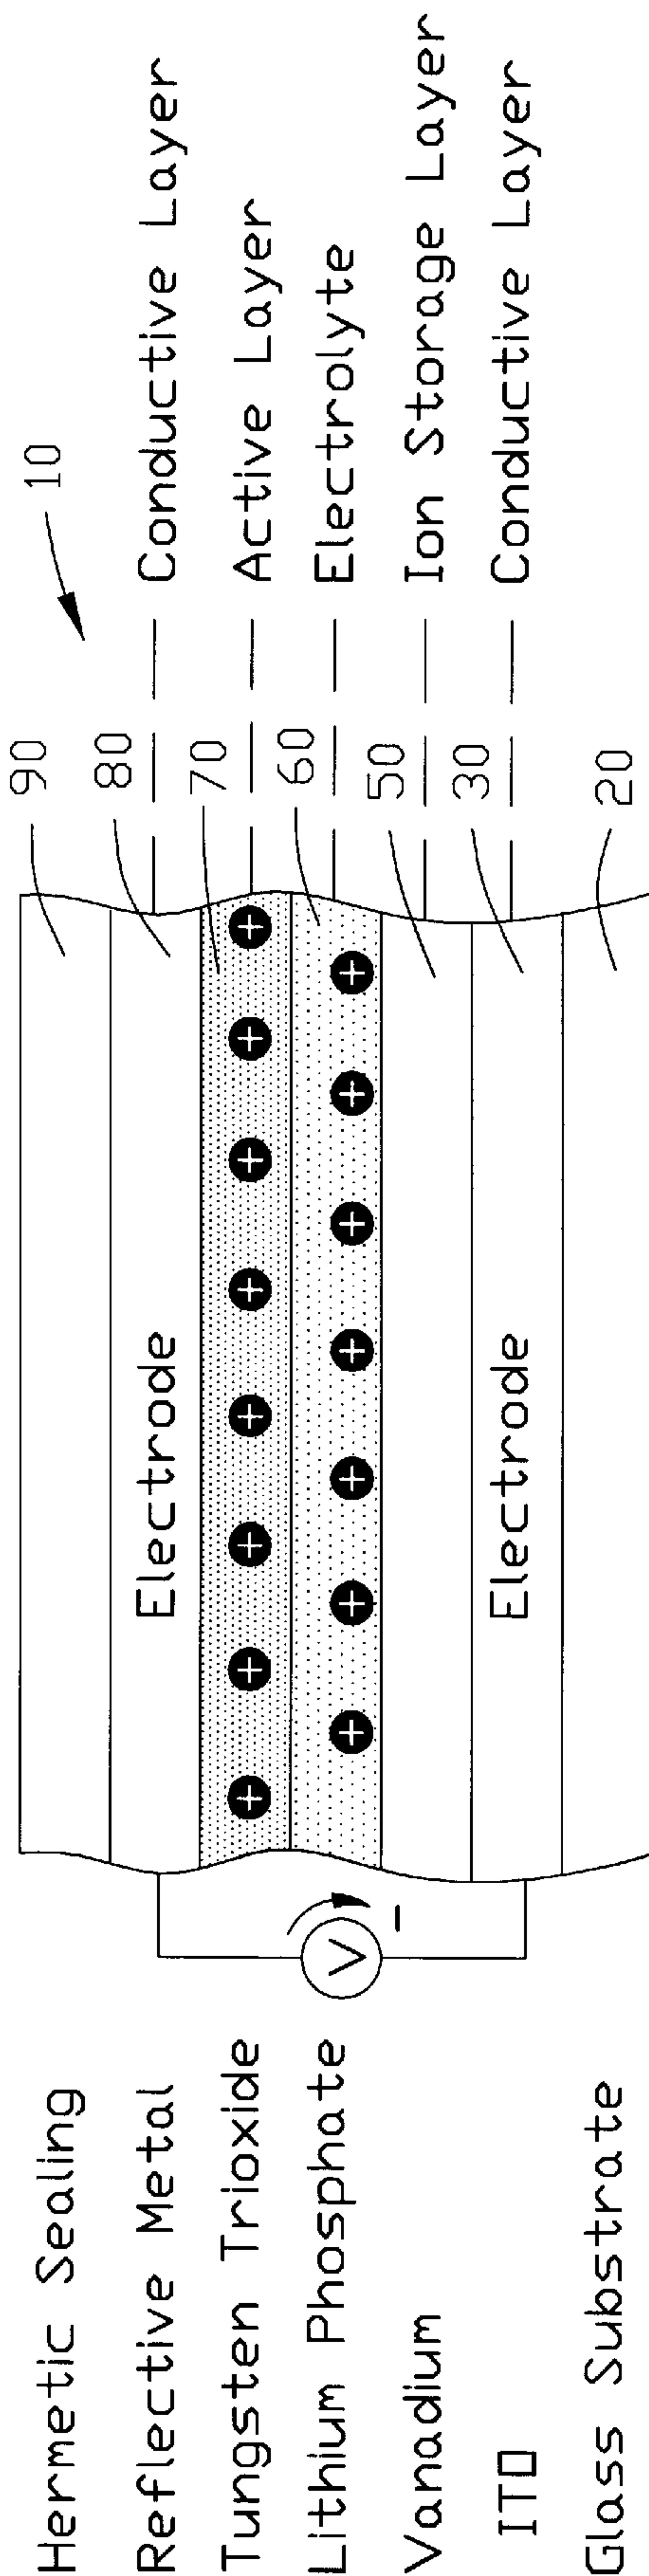 Hermetic Sealing
Reflective Metal
Tungsten Trioxide
Lithium Phosphate
Vanadium
ITO
Glass Substrate
V
-
Electrode
Electrode
+ + + + + + + +
+ + + + + + +
90
80
70
60
50
30
20
10
Conductive Layer
Active Layer
Electrolyte
Ion Storage Layer
Conductive Layer